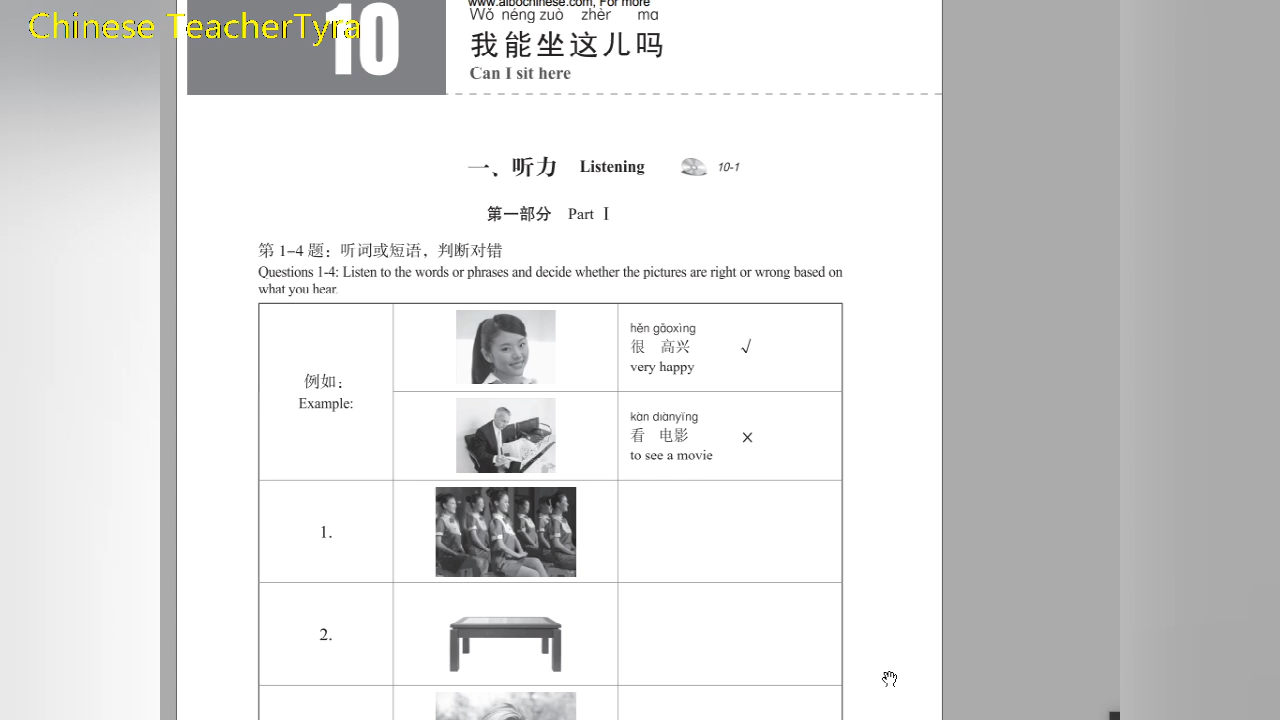 Chinese TeacherTyra
www.aibochinese.com, For more
10
Wǒ néng zuò zhèr ma
我能坐这儿吗
Can I sit here
一、听力 Listening 10-1
第一部分 Part Ⅰ
第 1–4 题：听词或短语，判断对错
Questions 1-4: Listen to the words or phrases and decide whether the pictures are right or wrong based on
what you hear.
例如：
Example:
hěn gāoxìng
很 高兴 √
very happy
kàn diànyǐng
看 电影 ×
to see a movie
1.
2.